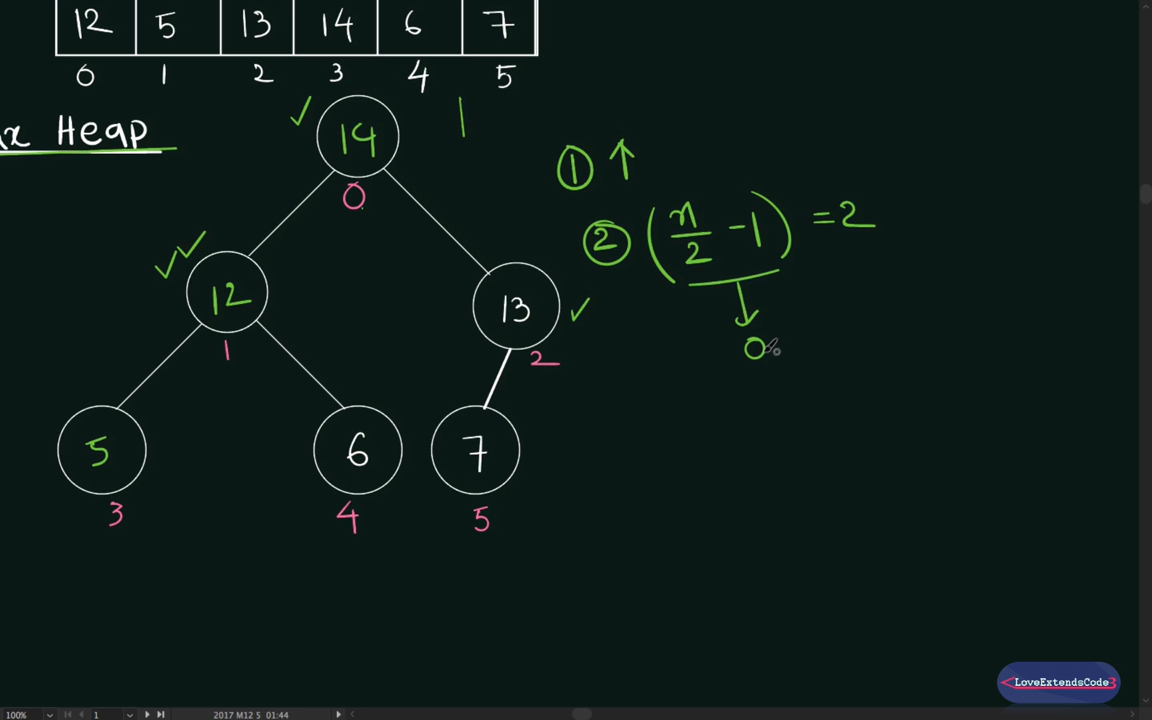 12 5 13 14 6 7
0 1 2 3 4 5
ax Heap
14
0
1 ↑
2 (n/2 - 1) = 2
0
12
1
13
2
5
3
6
4
7
5
LoveExtendsCode3
100%
1
2017 M12 5 01:44